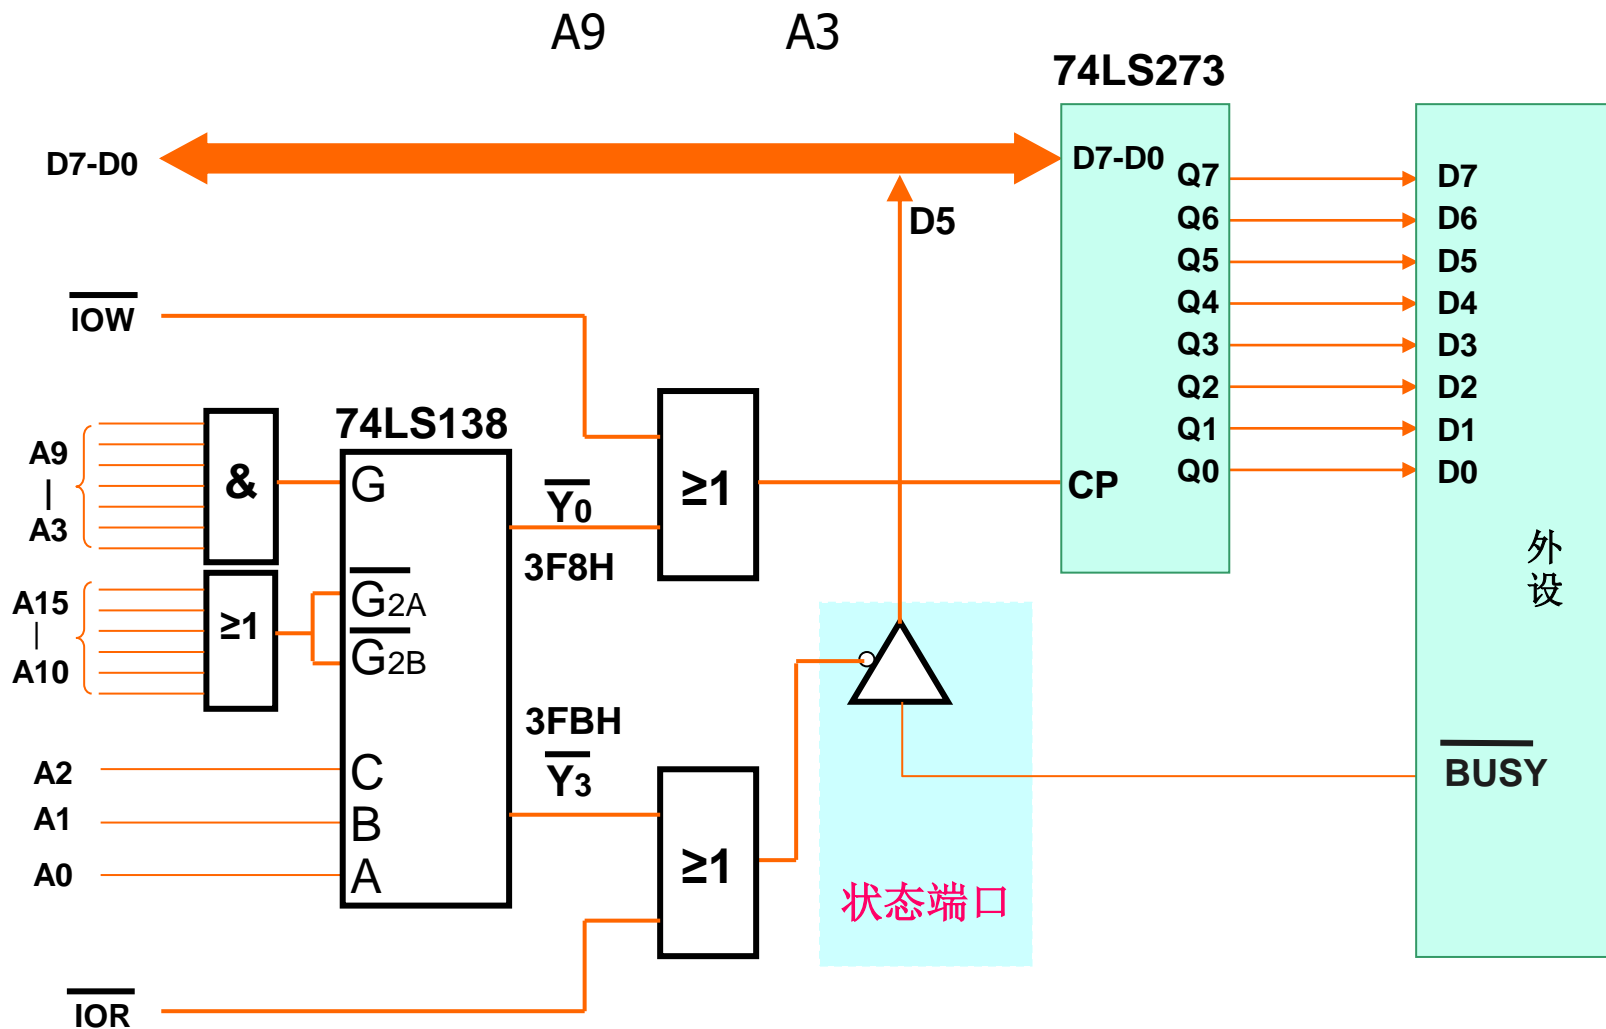 A9 A3
74LS273
D7-D0
D7-D0
Q7
D7
Q6
D6
D5
Q5
D5
Q4
D4
IOW
Q3
D3
Q2
D2
74LS138
Q1
D1
A9
|
A3
&
G
Y0
≥1
CP
Q0
D0
3F8H
外
设
A15
|
A10
≥1
G2A
G2B
3FBH
Y3
BUSY
A2
C
A1
B
A0
A
≥1
状态端口
IOR